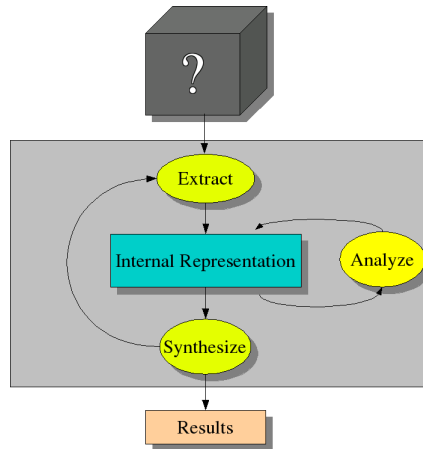 ?
Extract
Internal Representation
Analyze
Synthesize
Results